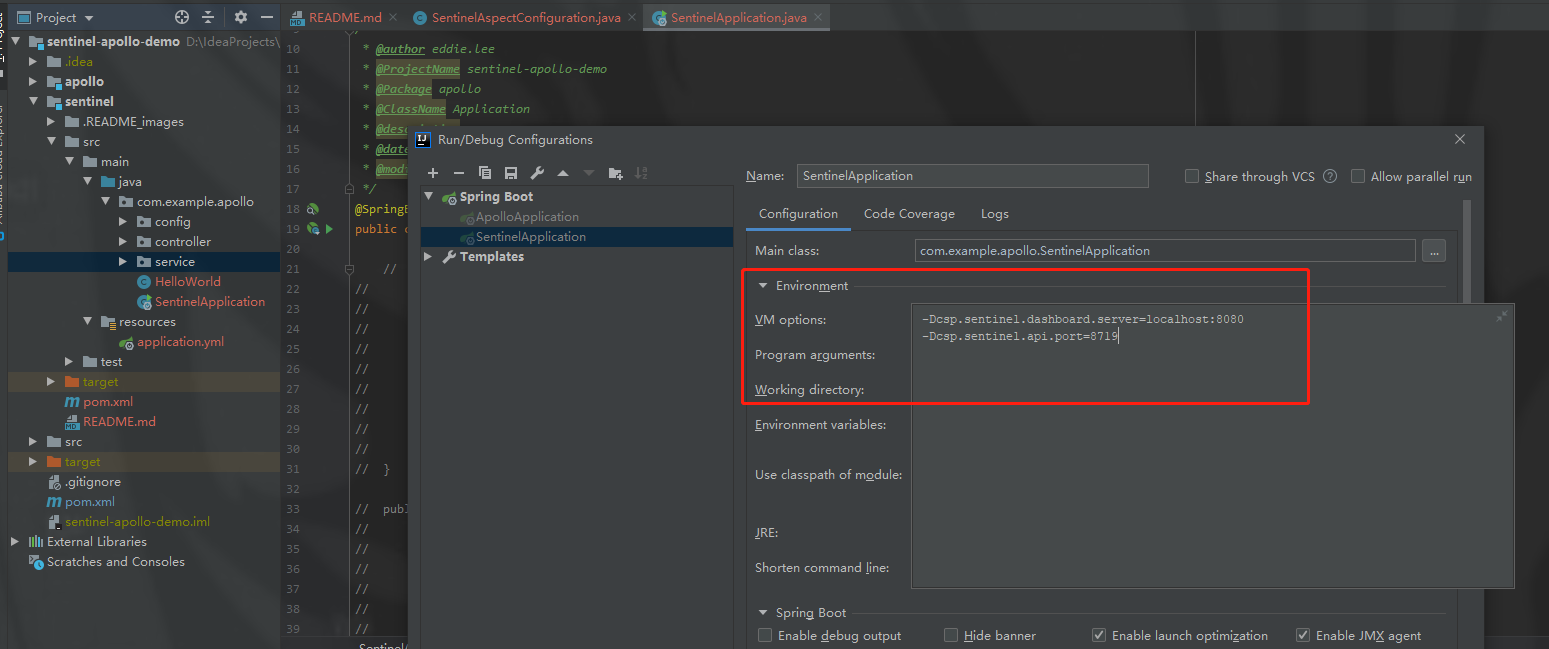 Project
README.md
SentinelAspectConfiguration.java
SentinelApplication.java
sentinel-apollo-demo D:\IdeaProjects\
.idea
apollo
sentinel
.README_images
src
main
java
com.example.apollo
config
controller
service
HelloWorld
SentinelApplication
resources
application.yml
test
target
pom.xml
README.md
src
target
.gitignore
pom.xml
sentinel-apollo-demo.iml
External Libraries
Scratches and Consoles
10 * @author eddie.lee
11 * @ProjectName sentinel-apollo-demo
12 * @Package apollo
13 * @ClassName Application
14
15
16
17 */
18
19 public
20
21 //
22 //
23 //
24 //
25 //
26 //
27 //
28 //
29 //
30 //
31 // }
32
33 //
34 //
35 //
36 //
37 //
38 //
39 //
Run/Debug Configurations
Spring Boot
ApolloApplication
SentinelApplication
Templates
Name: SentinelApplication
Share through VCS
Allow parallel run
Configuration Code Coverage Logs
Main class: com.example.apollo.SentinelApplication ...
Environment
VM options: -Dcsp.sentinel.dashboard.server=localhost:8080
-Dcsp.sentinel.api.port=8719
Program arguments:
Working directory:
Environment variables:
Use classpath of module:
JRE:
Shorten command line:
Spring Boot
Enable debug output Hide banner Enable launch optimization Enable JMX agent